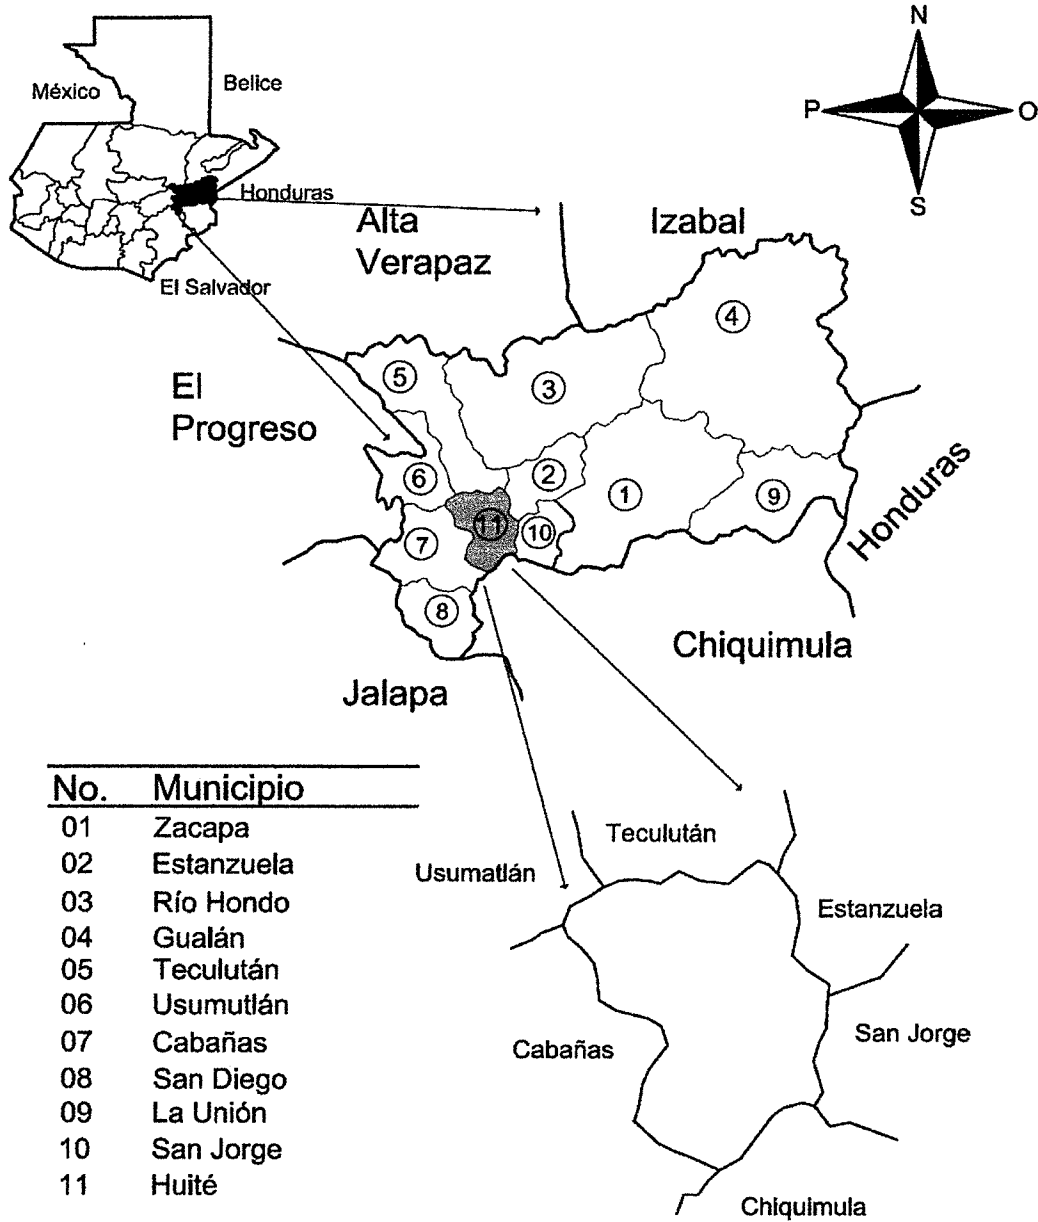 N
México
Belice
P
O
Honduras
S
Alta
Verapaz
Izabal
El Salvador
4
5
3
El
Progreso
6
2
1
9
Honduras
11
10
7
8
Chiquimula
Jalapa
No. Municipio
01 Zacapa
02 Estanzuela
03 Río Hondo
04 Gualán
05 Teculután
06 Usumutlán
07 Cabañas
08 San Diego
09 La Unión
10 San Jorge
11 Huité
Teculután
Usumatlán
Estanzuela
San Jorge
Cabañas
Chiquimula